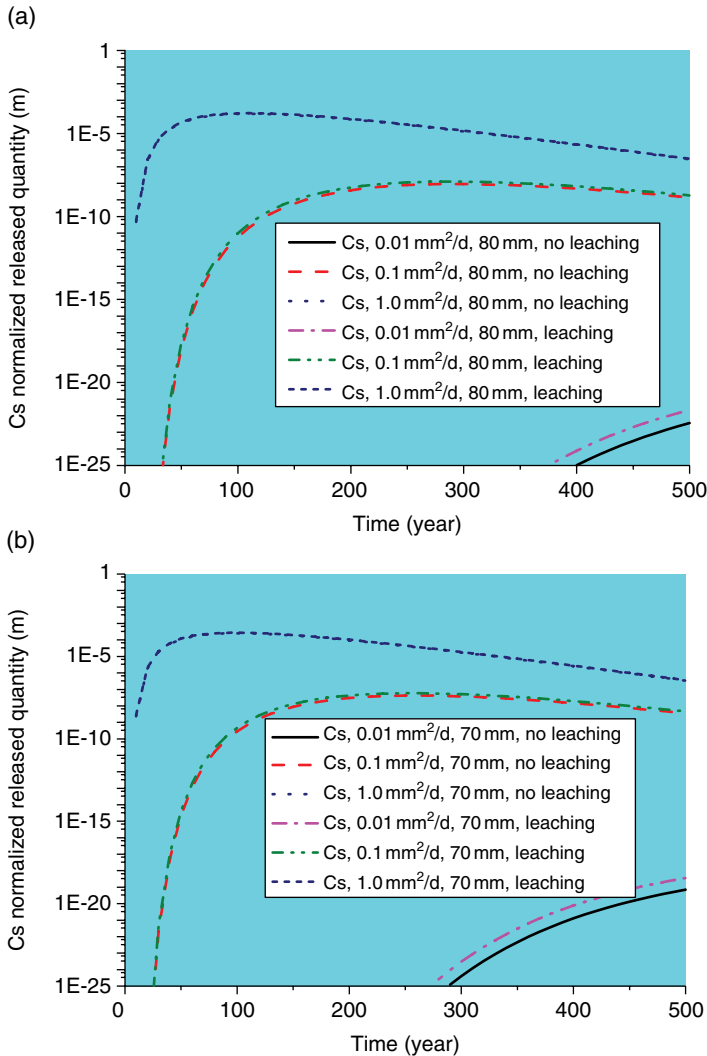 (a)
Cs normalized released quantity (m)
1
1E-5
1E-10
1E-15
1E-20
1E-25
Cs, 0.01 mm²/d, 80 mm, no leaching
Cs, 0.1 mm²/d, 80 mm, no leaching
Cs, 1.0 mm²/d, 80 mm, no leaching
Cs, 0.01 mm²/d, 80 mm, leaching
Cs, 0.1 mm²/d, 80 mm, leaching
Cs, 1.0 mm²/d, 80 mm, leaching
0 100 200 300 400 500
Time (year)
(b)
Cs normalized released quantity (m)
1
1E-5
1E-10
1E-15
1E-20
1E-25
Cs, 0.01 mm²/d, 70 mm, no leaching
Cs, 0.1 mm²/d, 70 mm, no leaching
Cs, 1.0 mm²/d, 70 mm, no leaching
Cs, 0.01 mm²/d, 70 mm, leaching
Cs, 0.1 mm²/d, 70 mm, leaching
Cs, 1.0 mm²/d, 70 mm, leaching
0 100 200 300 400 500
Time (year)